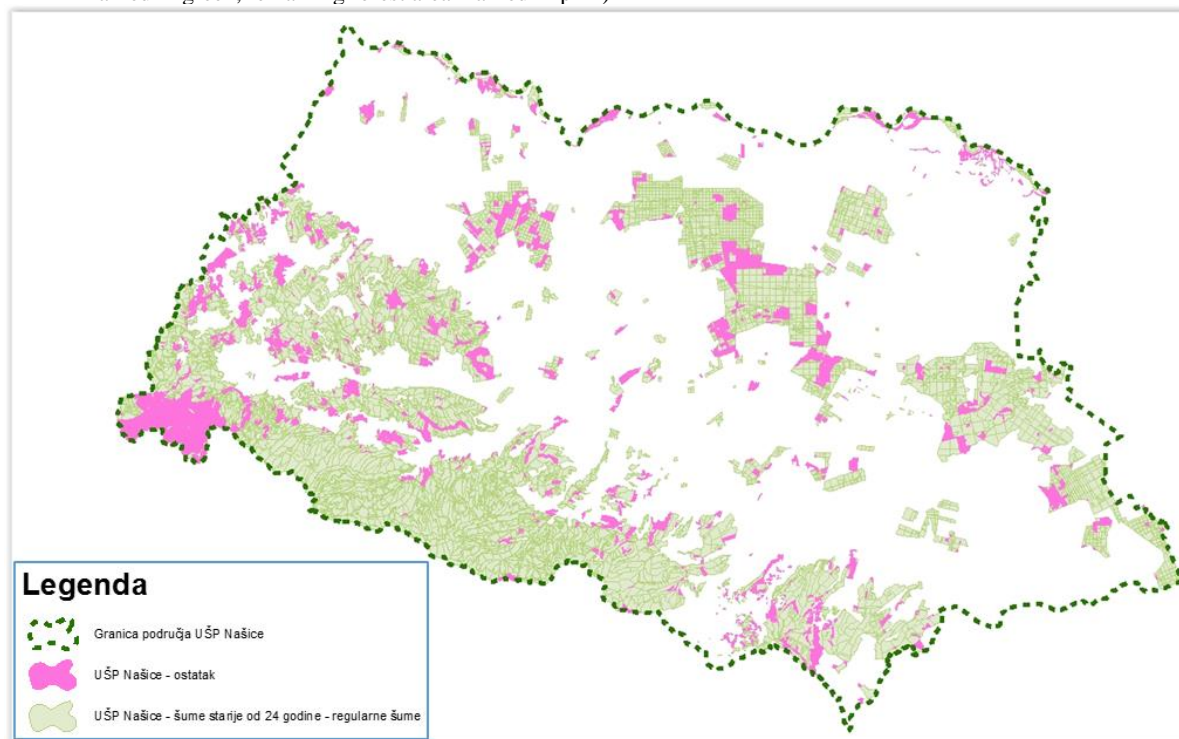 Legenda
Granica područja UŠP Našice
UŠP Našice - ostatak
UŠP Našice - šume starije od 24 godine - regularne šume